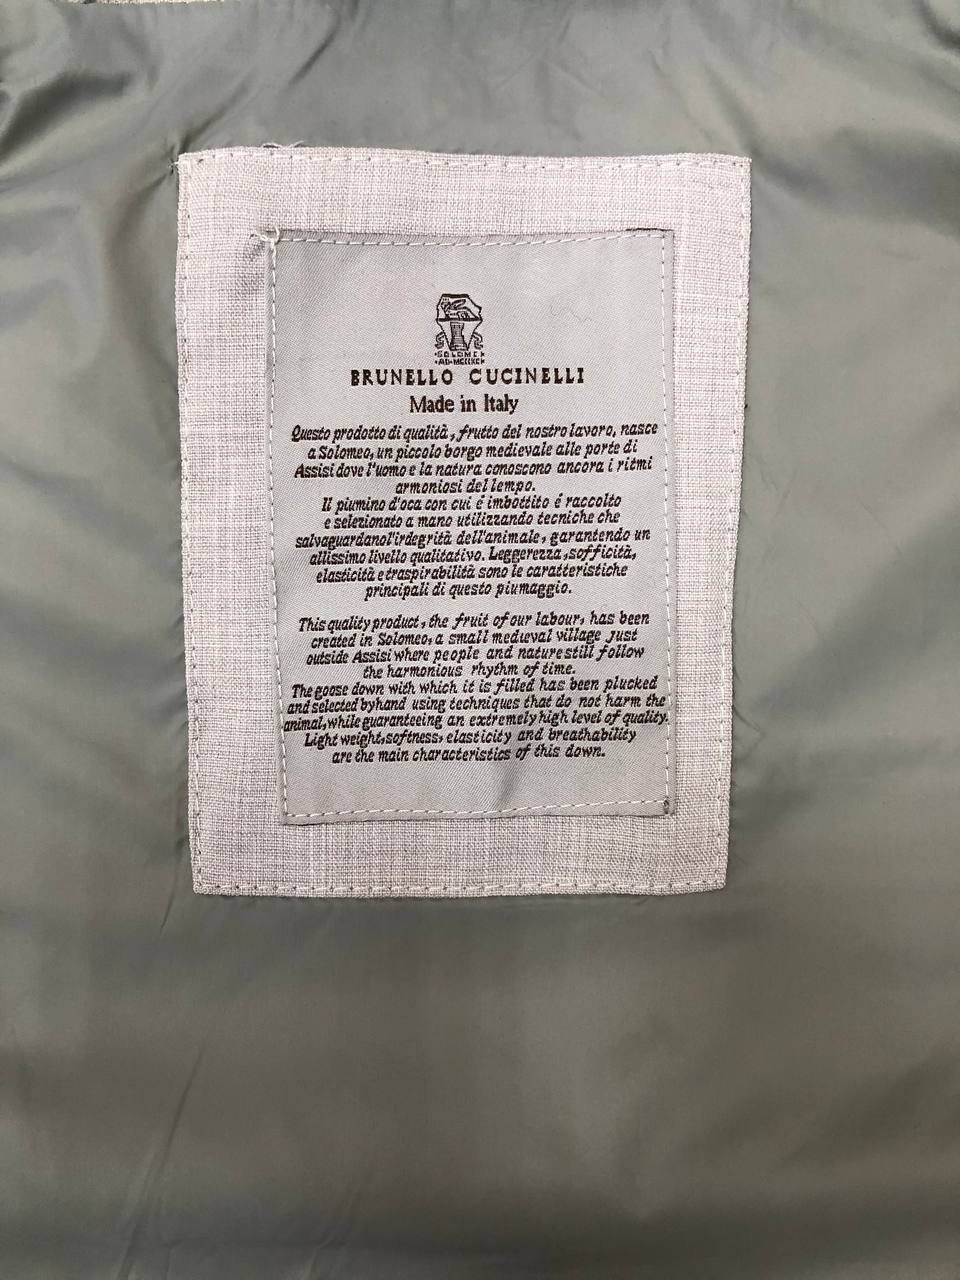 SOLOMEO
BRUNELLO CUCINELLI
Made in Italy
Questo prodotto di qualità, frutto del nostro lavoro, nasce
a Solomeo, un piccolo borgo medievale alle porte di
Assisi dove l'uomo e la natura conoscono ancora i ritmi
armoniosi del lempo.
Il piumino d'oca con cui é imbottito é raccolto
e selezionato a mano utilizzando tecniche che
salvaguardanol'irdegrità dell'animale, garantendo un
allissimo livello qualitativo. Leggerezza, sofficità,
elasticità e traspirabilità sono le caratteristiche
principali di questo piumaggio.
This quality product, the fruit of our labour, has been
created in Solomeo, a small medieval village just
outside Assisi where people and nature still follow
the harmonious rhythm of time.
The goose down with which it is filled has been plucked
and selected byhand using techniques that do not harm the
animal, while guaranteeing an extremely high level of quality.
Light weight, softness, elasticity and breathability
are the main characteristics of this down.